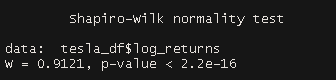 Shapiro-Wilk normality test
data:  tesla_df$log_returns
W = 0.9121, p-value < 2.2e-16